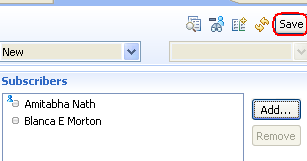 Save
New
Subscribers
Amitabha Nath
Blanca E Morton
Add...
Remove